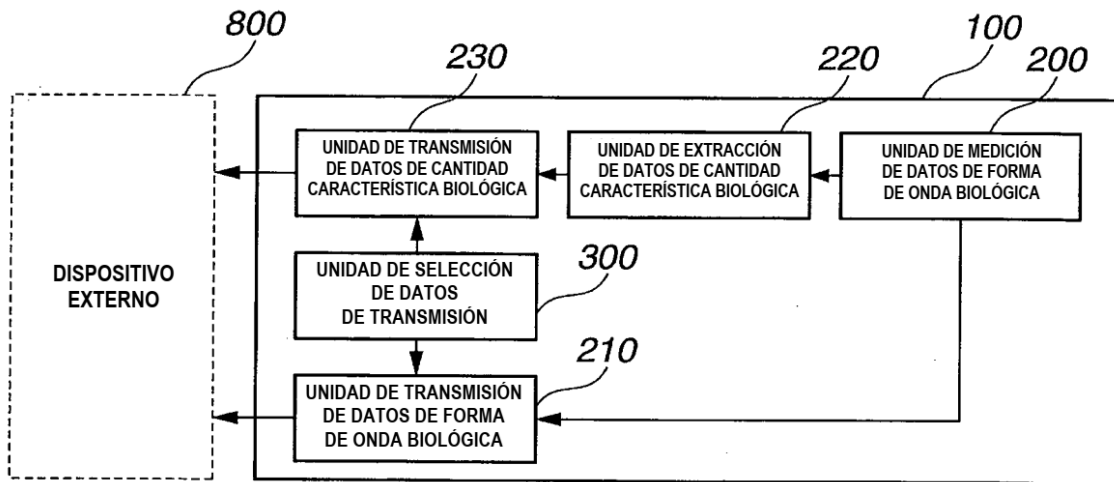 800
230
220
100
200
UNIDAD DE TRANSMISIÓN
DE DATOS DE CANTIDAD
CARACTERÍSTICA BIOLÓGICA
UNIDAD DE EXTRACCIÓN
DE DATOS DE CANTIDAD
CARACTERÍSTICA BIOLÓGICA
UNIDAD DE MEDICIÓN
DE DATOS DE FORMA
DE ONDA BIOLÓGICA
DISPOSITIVO
EXTERNO
UNIDAD DE SELECCIÓN
DE DATOS
DE TRANSMISIÓN
300
210
UNIDAD DE TRANSMISIÓN
DE DATOS DE FORMA
DE ONDA BIOLÓGICA